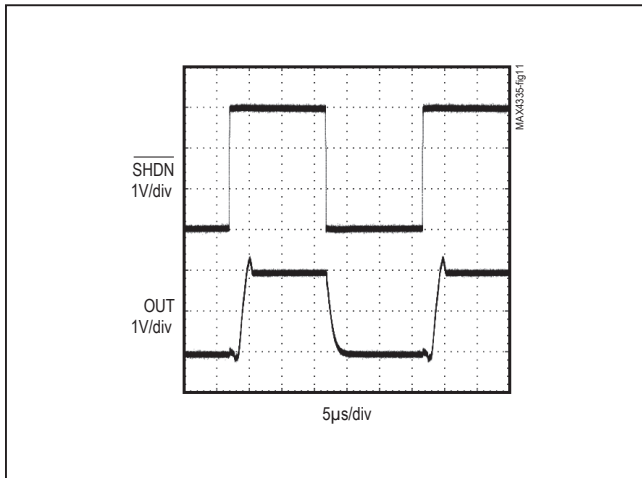 MAX4335-fig11
SHDN
1V/div
OUT
1V/div
5µs/div